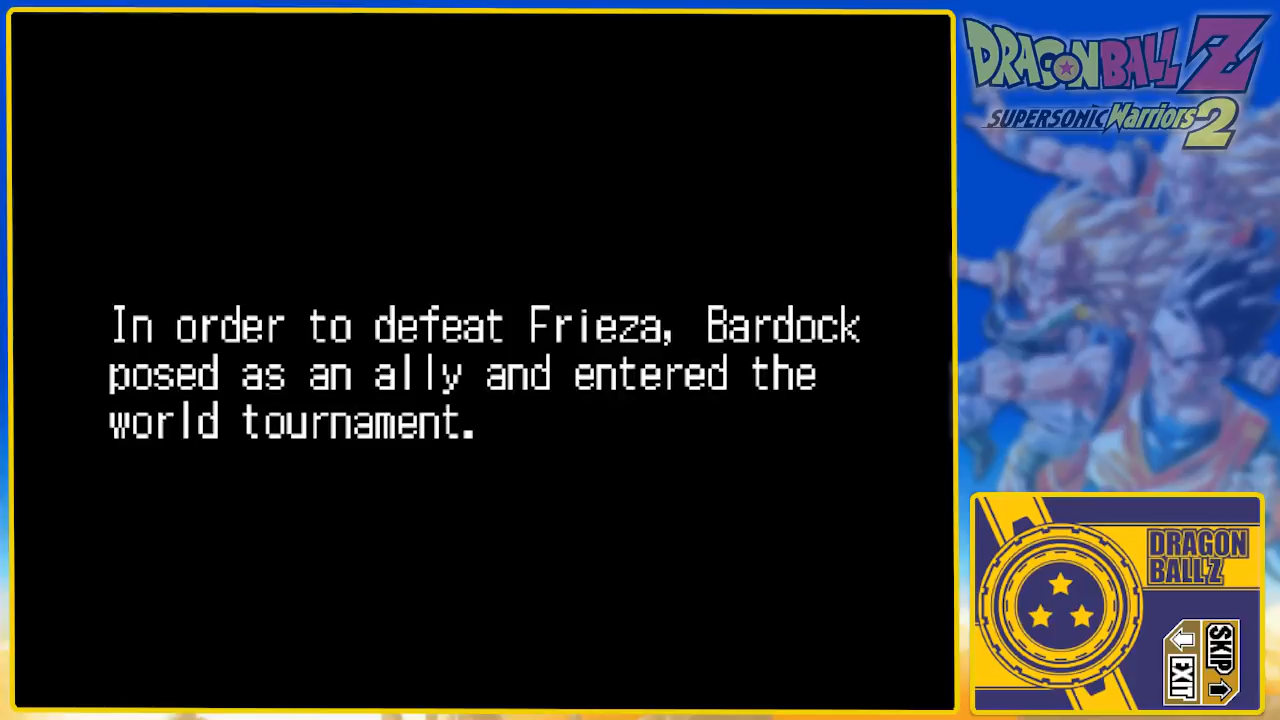 In order to defeat Frieza, Bardock
posed as an ally and entered the
world tournament.
DRAGON BALL Z
SUPERSONIC Warriors 2
DRAGON
BALL Z
SKIP
EXIT